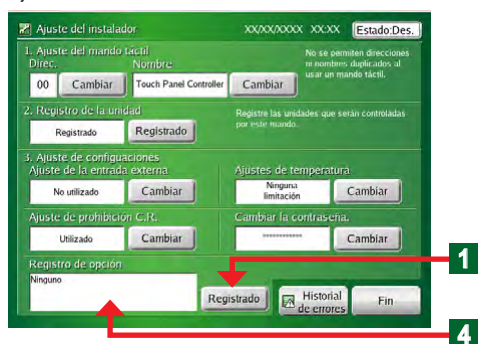 Ajuste del instalador XX/XX/XXXX XX:XX Estado:Des.
1. Ajuste del mando táctil
Direc. Nombre
No se permiten direcciones
ni nombres duplicados al
usar un mando táctil.
00 Cambiar Touch Panel Controller Cambiar
2. Registro de la unidad
Registre las unidades que serán controladas
por este mando.
Registrado Registrado
3. Ajuste de configuaciones
Ajuste de la entrada externa Ajustes de temperatura
No utilizado Cambiar Ninguna
limitación Cambiar
Ajuste de prohibición C.R. Cambiar la contraseña.
Utilizado Cambiar ************ Cambiar
Registro de opción
Ninguno
Registrado Historial
de errores Fin
1
4